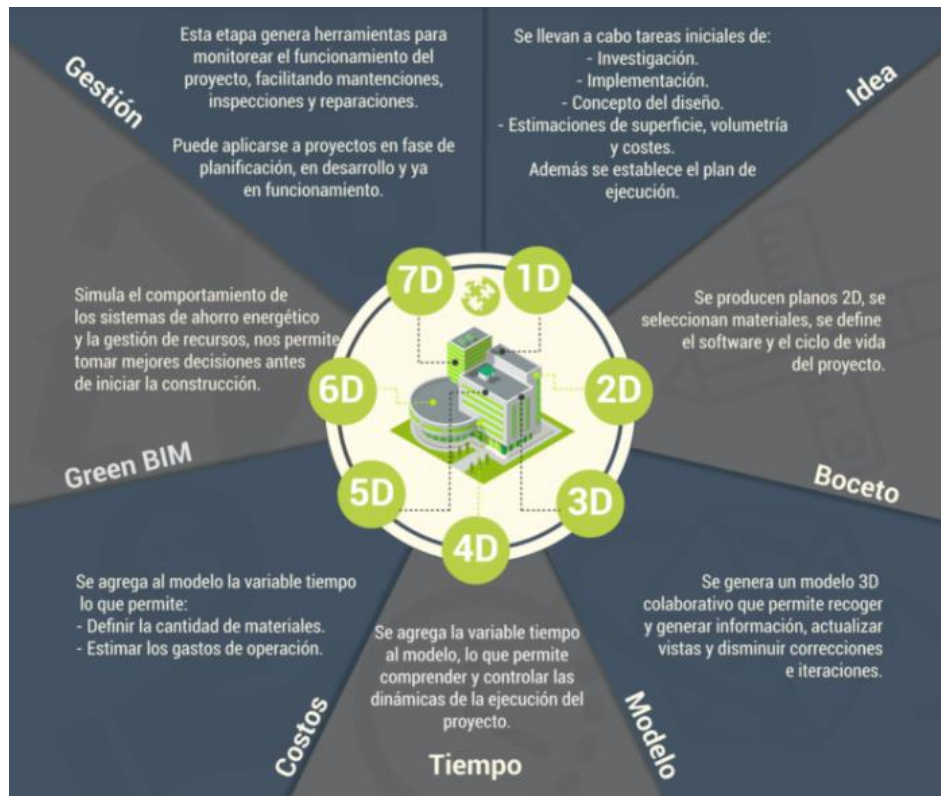 Idea
Se llevan a cabo tareas iniciales de:
- Investigación.
- Implementación.
- Concepto del diseño.
- Estimaciones de superficie, volumetría
y costes.
Además se establece el plan de
ejecución.
1D
Boceto
Se producen planos 2D, se
seleccionan materiales, se define
el software y el ciclo de vida
del proyecto.
2D
Modelo
Se genera un modelo 3D
colaborativo que permite recoger
y generar información, actualizar
vistas y disminuir correcciones
e iteraciones.
3D
Tiempo
Se agrega la variable tiempo
al modelo, lo que permite
comprender y controlar las
dinámicas de la ejecución del
proyecto.
4D
Costos
Se agrega al modelo la variable tiempo
lo que permite:
- Definir la cantidad de materiales.
- Estimar los gastos de operación.
5D
Green BIM
Simula el comportamiento de
los sistemas de ahorro energético
y la gestión de recursos, nos permite
tomar mejores decisiones antes
de iniciar la construcción.
6D
Gestión
Esta etapa genera herramientas para
monitorear el funcionamiento del
proyecto, facilitando mantenciones,
inspecciones y reparaciones.
Puede aplicarse a proyectos en fase de
planificación, en desarrollo y ya
en funcionamiento.
7D